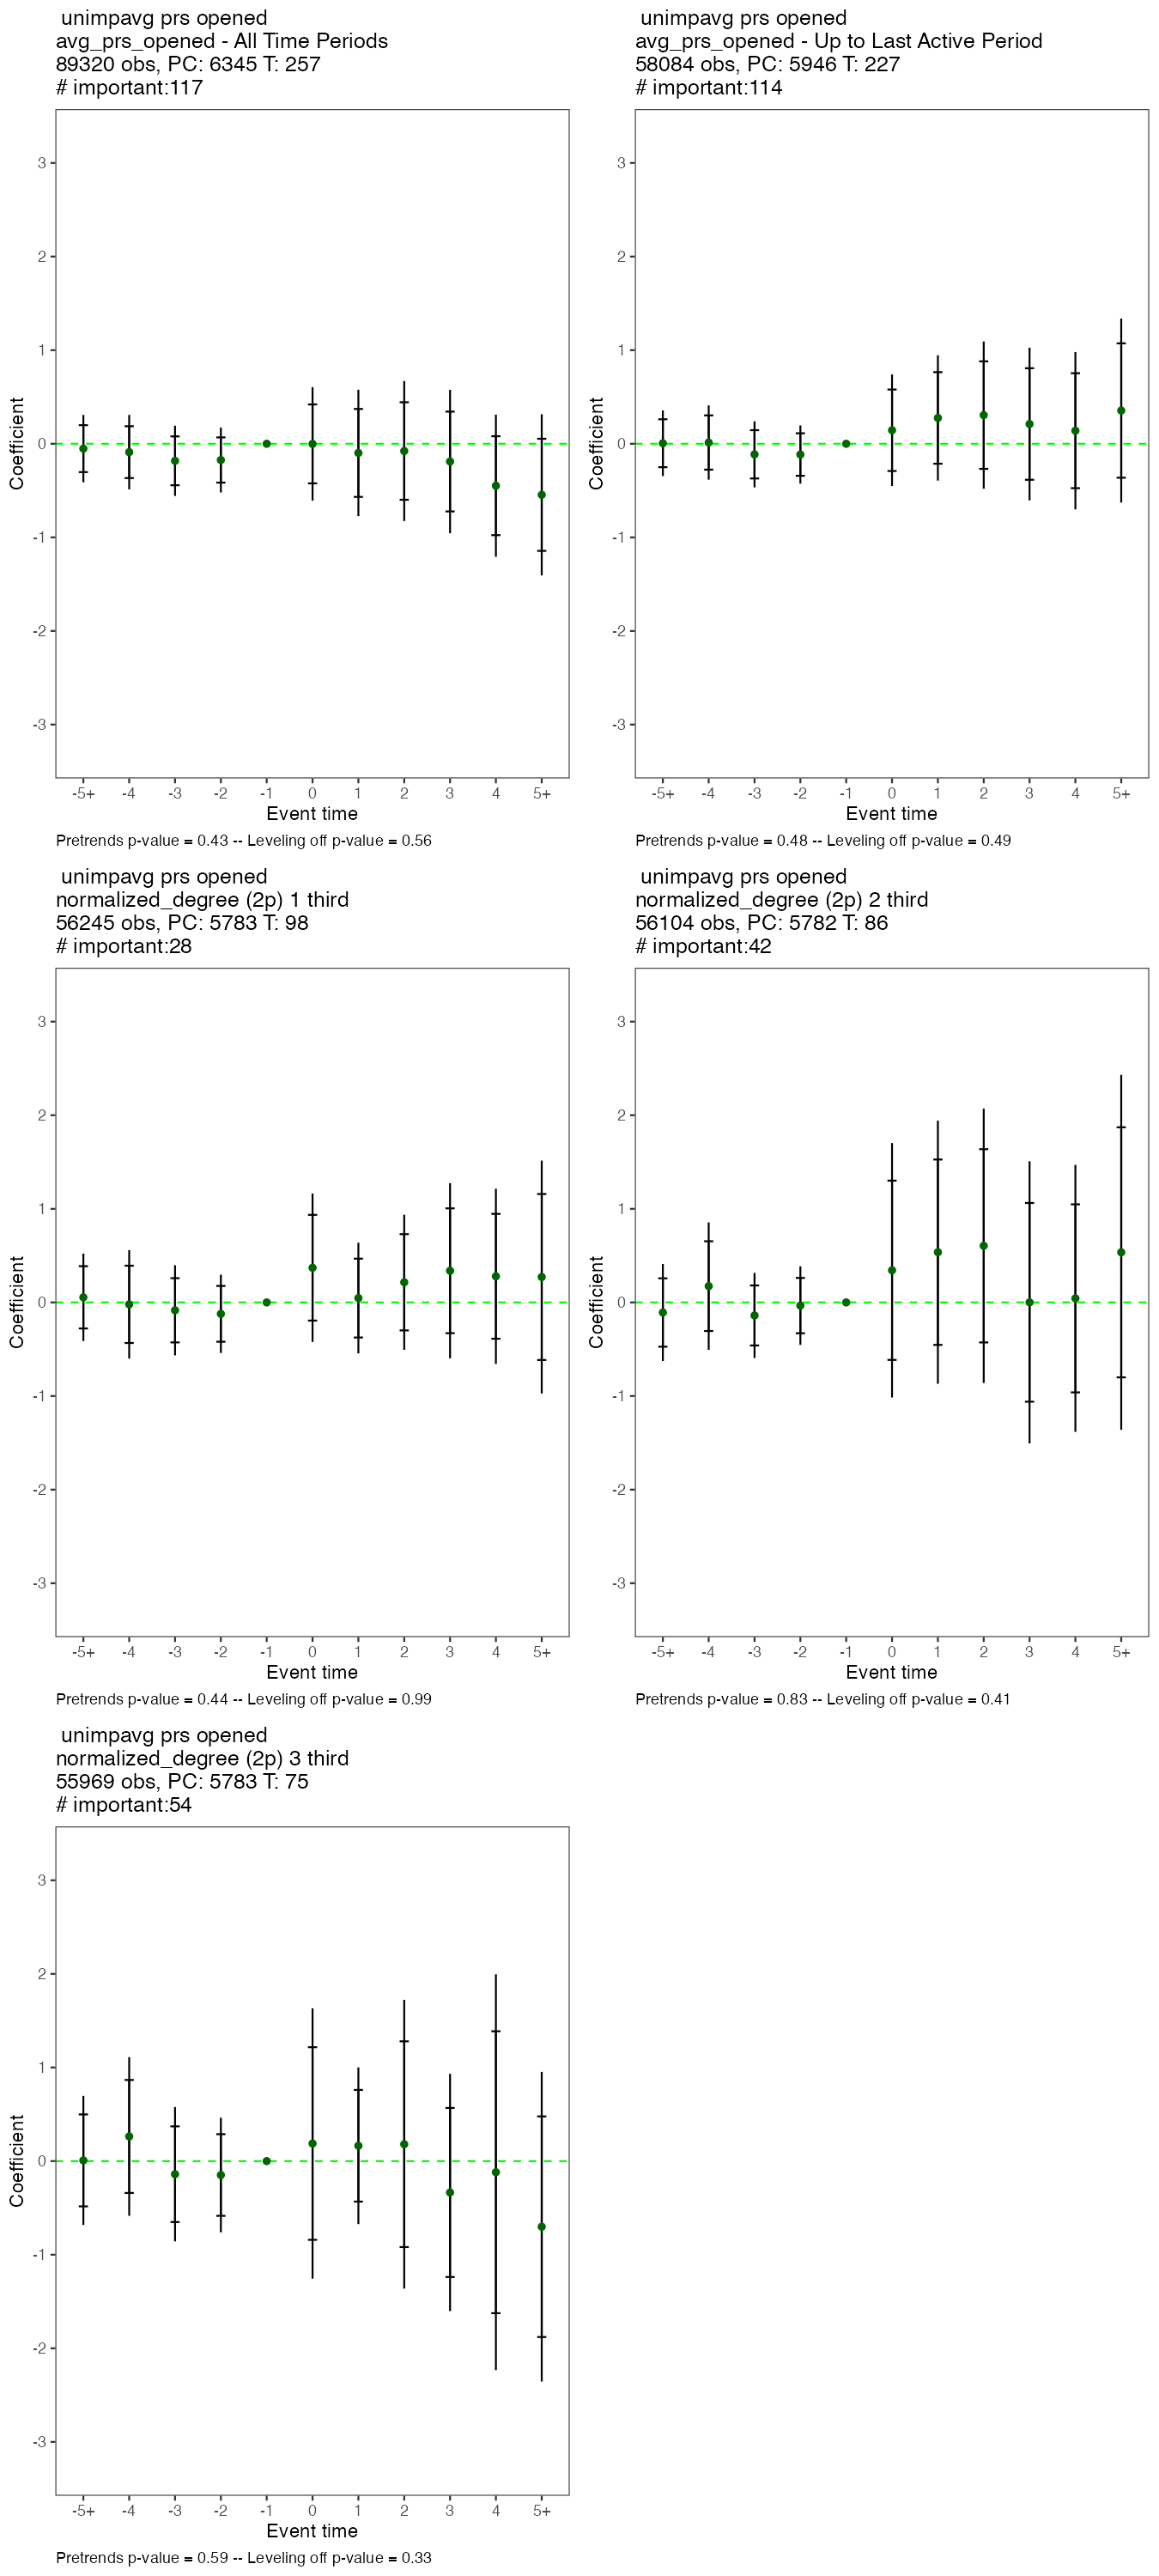 unimpavg prs opened
avg_prs_opened - All Time Periods
89320 obs, PC: 6345 T: 257
# important:117
3
2
1
0
-1
-2
-3
Coefficient
-5+ -4 -3 -2 -1 0 1 2 3 4 5+
Event time
Pretrends p-value = 0.43 -- Leveling off p-value = 0.56
unimpavg prs opened
avg_prs_opened - Up to Last Active Period
58084 obs, PC: 5946 T: 227
# important:114
3
2
1
0
-1
-2
-3
Coefficient
-5+ -4 -3 -2 -1 0 1 2 3 4 5+
Event time
Pretrends p-value = 0.48 -- Leveling off p-value = 0.49
unimpavg prs opened
normalized_degree (2p) 1 third
56245 obs, PC: 5783 T: 98
# important:28
3
2
1
0
-1
-2
-3
Coefficient
-5+ -4 -3 -2 -1 0 1 2 3 4 5+
Event time
Pretrends p-value = 0.44 -- Leveling off p-value = 0.99
unimpavg prs opened
normalized_degree (2p) 2 third
56104 obs, PC: 5782 T: 86
# important:42
3
2
1
0
-1
-2
-3
Coefficient
-5+ -4 -3 -2 -1 0 1 2 3 4 5+
Event time
Pretrends p-value = 0.83 -- Leveling off p-value = 0.41
unimpavg prs opened
normalized_degree (2p) 3 third
55969 obs, PC: 5783 T: 75
# important:54
3
2
1
0
-1
-2
-3
Coefficient
-5+ -4 -3 -2 -1 0 1 2 3 4 5+
Event time
Pretrends p-value = 0.59 -- Leveling off p-value = 0.33